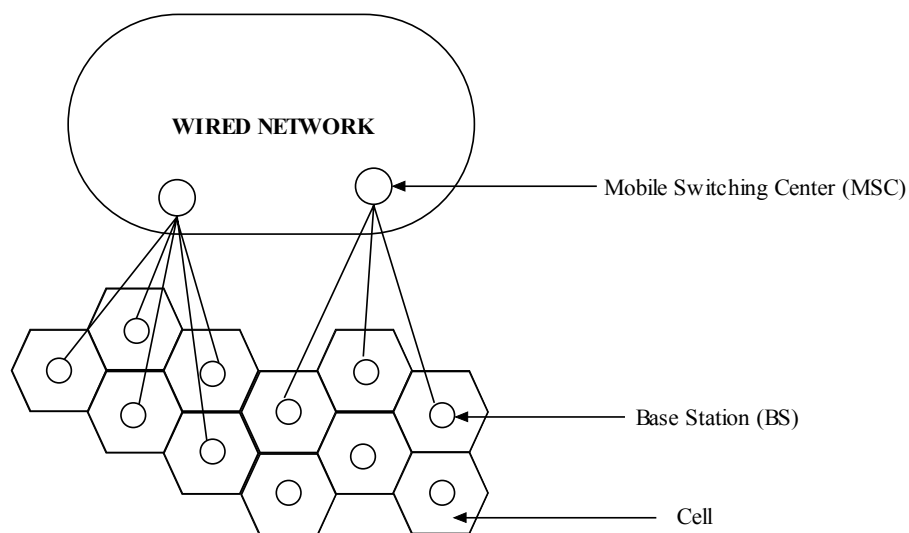 WIRED NETWORK
Mobile Switching Center (MSC)
Base Station (BS)
Cell